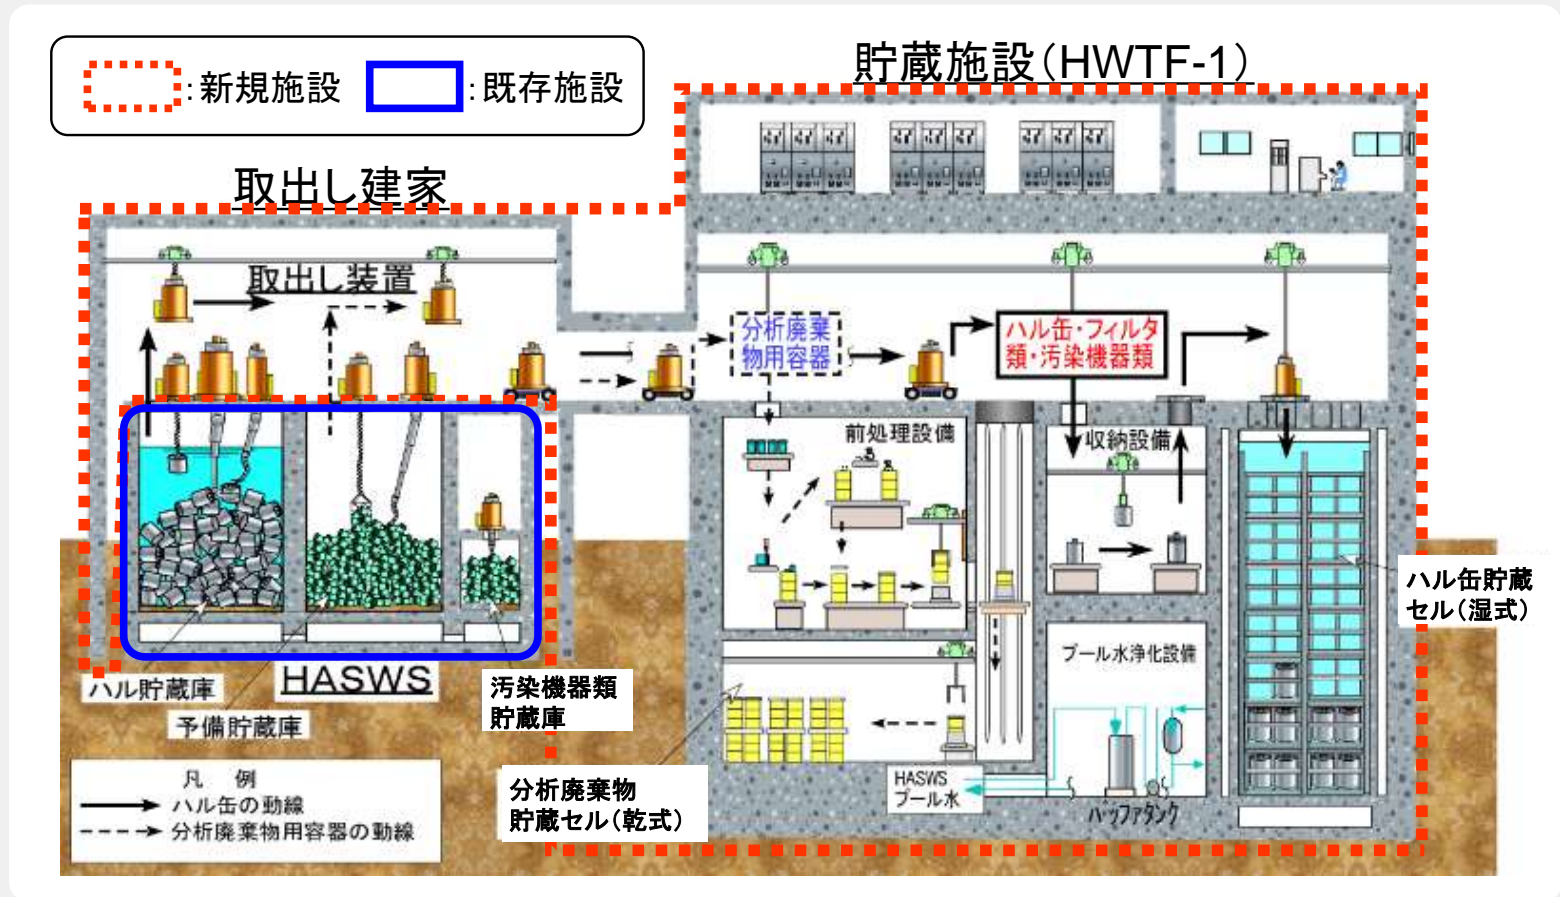 :新規施設
:既存施設
貯蔵施設(HWTF-1)
取出し建家
取出し装置
分析廃棄
物用容器
ハル缶・フィルタ
類・汚染機器類
前処理設備
収納設備
ハル缶貯蔵
セル(湿式)
プール水浄化設備
ハル貯蔵庫
HASWS
汚染機器類
貯蔵庫
予備貯蔵庫
分析廃棄物
貯蔵セル(乾式)
HASWS
プール水
バッファタンク
凡 例
ハル缶の動線
分析廃棄物用容器の動線